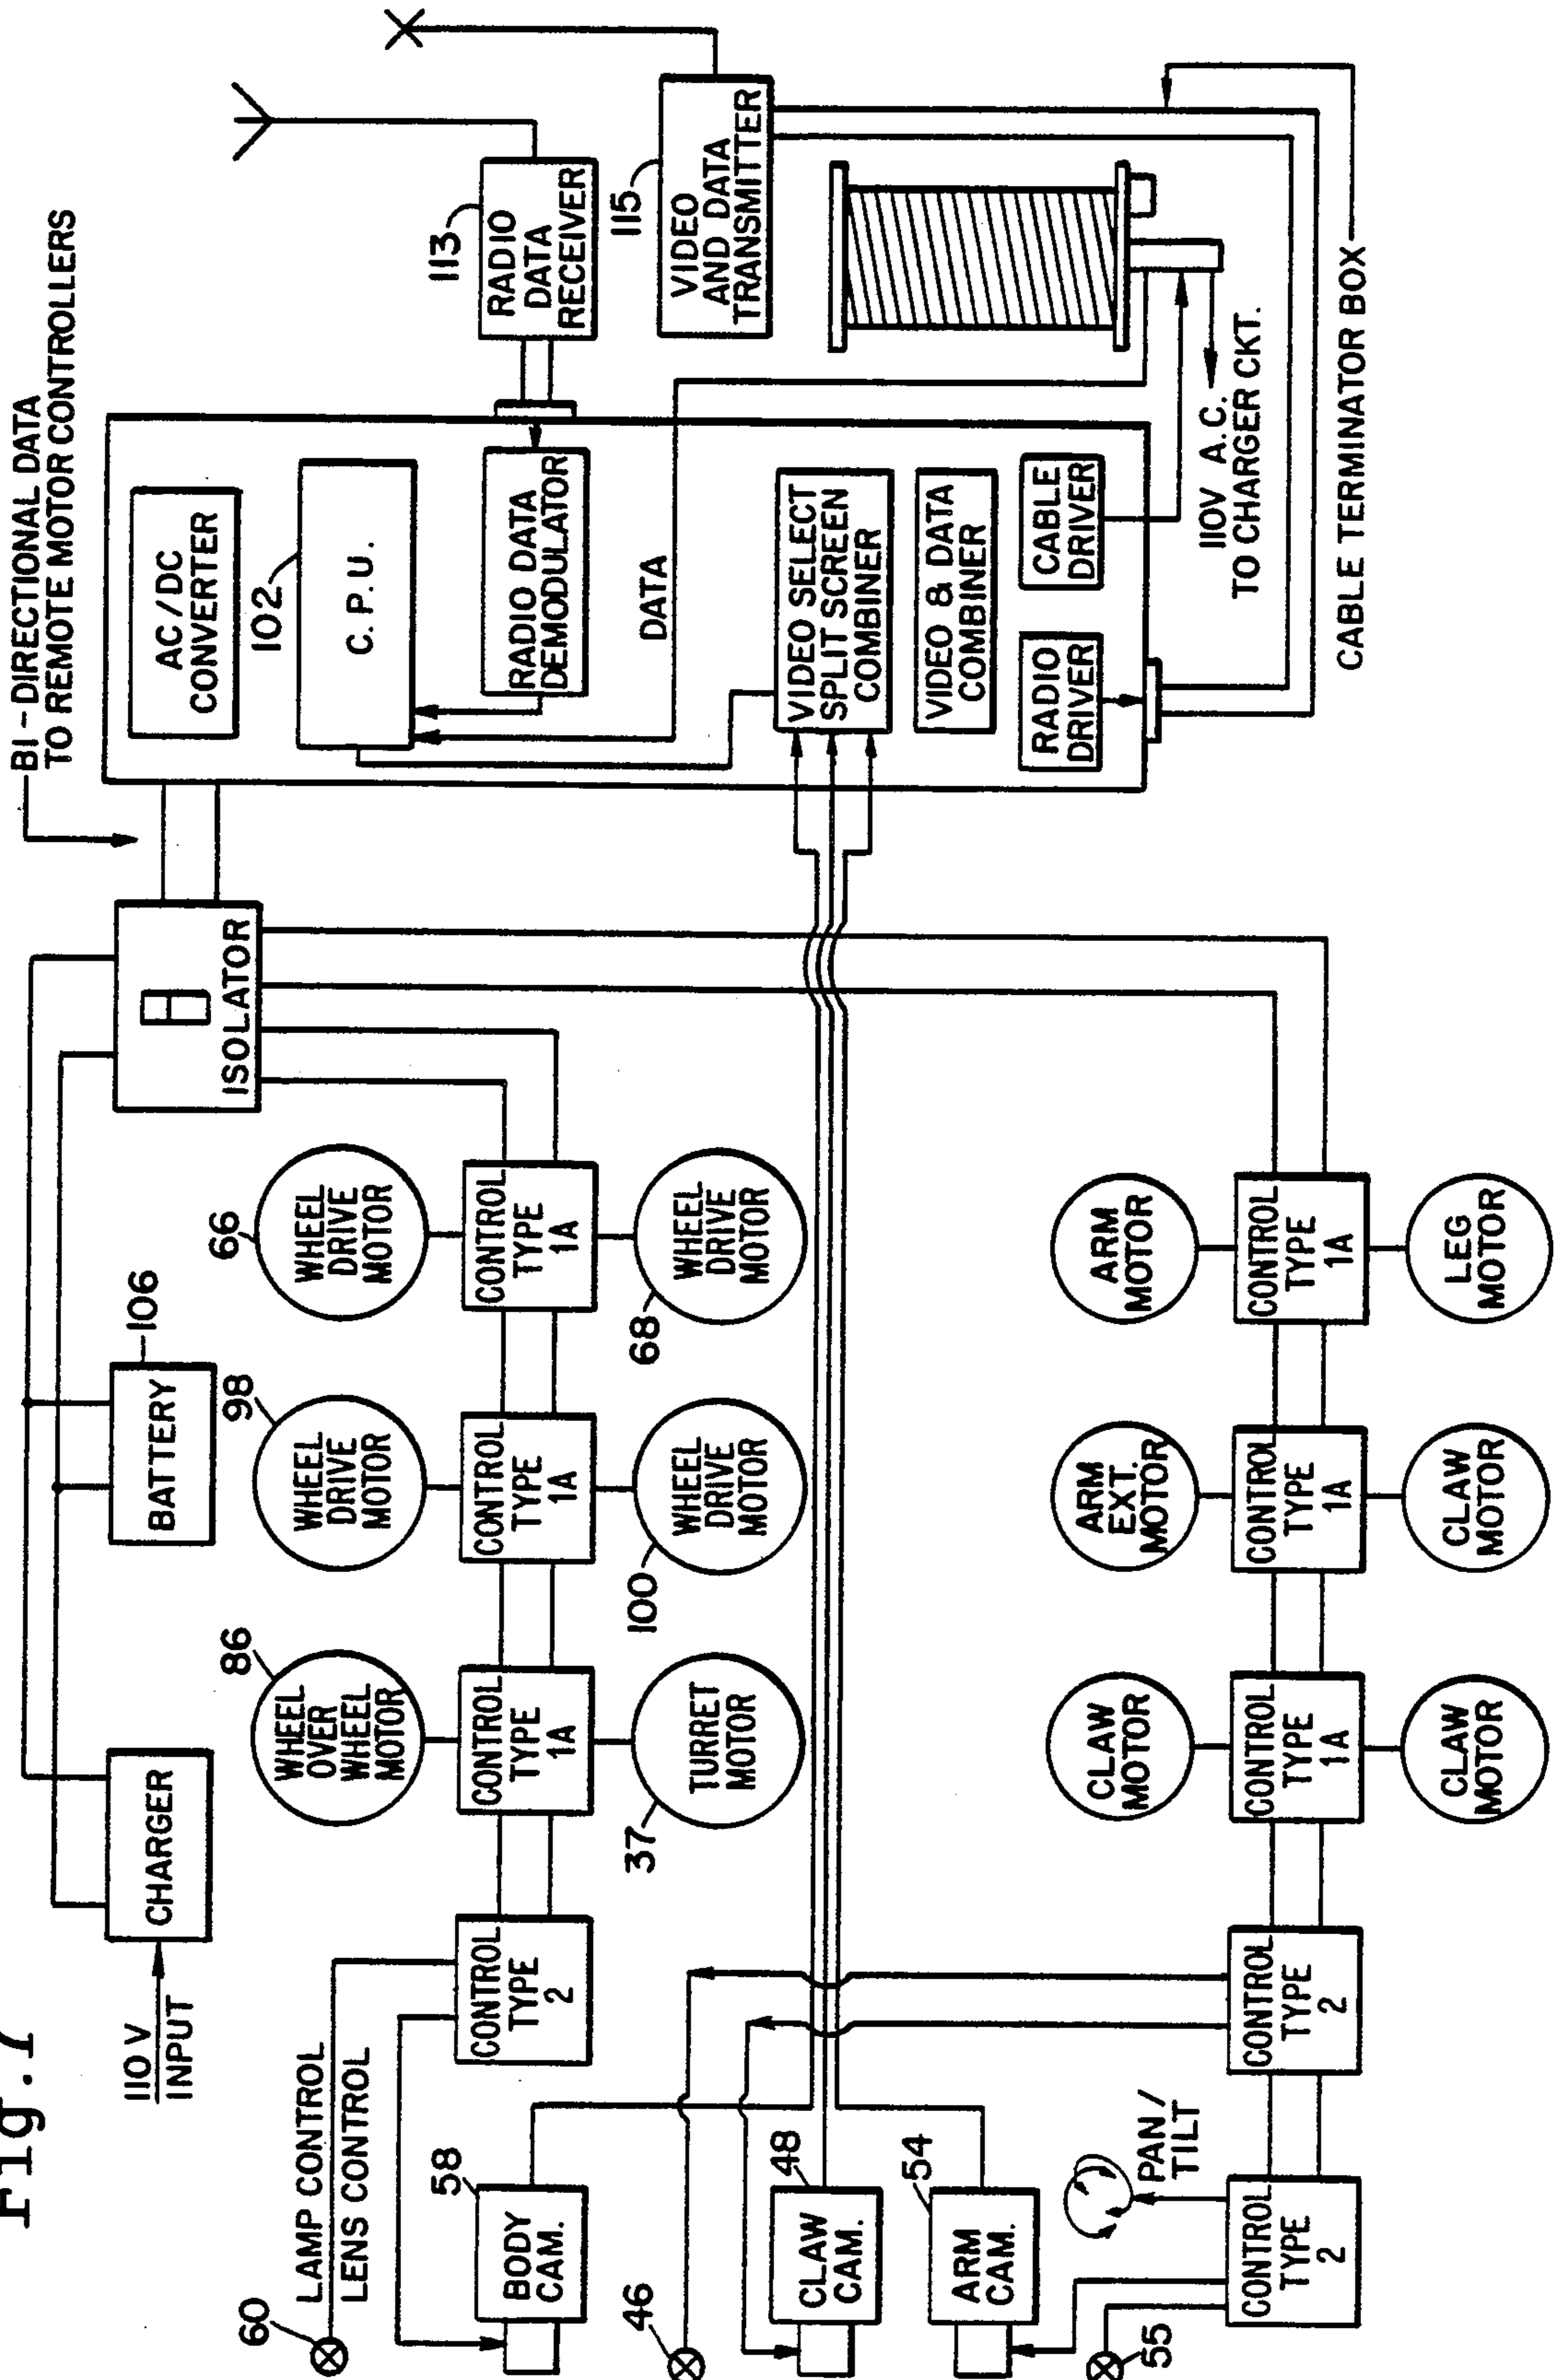 Fig.7
110V
INPUT
CHARGER
BATTERY
106
ISOLATOR
BI-DIRECTIONAL DATA
TO REMOTE MOTOR CONTROLLERS
60
LAMP CONTROL
LENS CONTROL
CONTROL
TYPE
2
86
WHEEL
OVER
WHEEL
MOTOR
CONTROL
TYPE
1A
TURRET
MOTOR
37
98
WHEEL
DRIVE
MOTOR
CONTROL
TYPE
1A
WHEEL
DRIVE
MOTOR
100
66
WHEEL
DRIVE
MOTOR
CONTROL
TYPE
1A
WHEEL
DRIVE
MOTOR
68
58
BODY
CAM.
46
48
CLAW
CAM.
54
ARM
CAM.
55
PAN/
TILT
CONTROL
TYPE
2
CONTROL
TYPE
2
CLAW
MOTOR
CONTROL
TYPE
1A
CLAW
MOTOR
ARM
EXT.
MOTOR
CONTROL
TYPE
1A
CLAW
MOTOR
ARM
MOTOR
CONTROL
TYPE
1A
LEG
MOTOR
AC/DC
CONVERTER
102
C.P.U.
RADIO DATA
DEMODULATOR
DATA
VIDEO SELECT
SPLIT SCREEN
COMBINER
VIDEO & DATA
COMBINER
RADIO
DRIVER
CABLE
DRIVER
113
RADIO
DATA
RECEIVER
115
VIDEO
AND DATA
TRANSMITTER
110V A.C.
TO CHARGER CKT.
CABLE TERMINATOR BOX